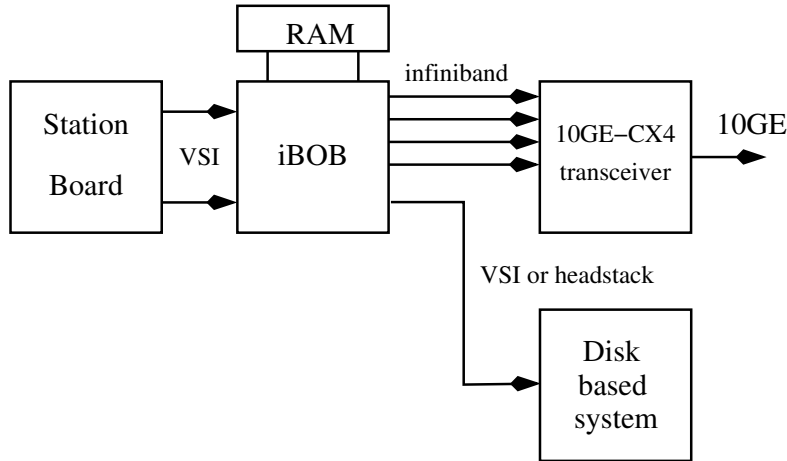 RAM
infiniband
Station
Board
VSI
iBOB
10GE–CX4
transceiver
10GE
VSI or headstack
Disk
based
system